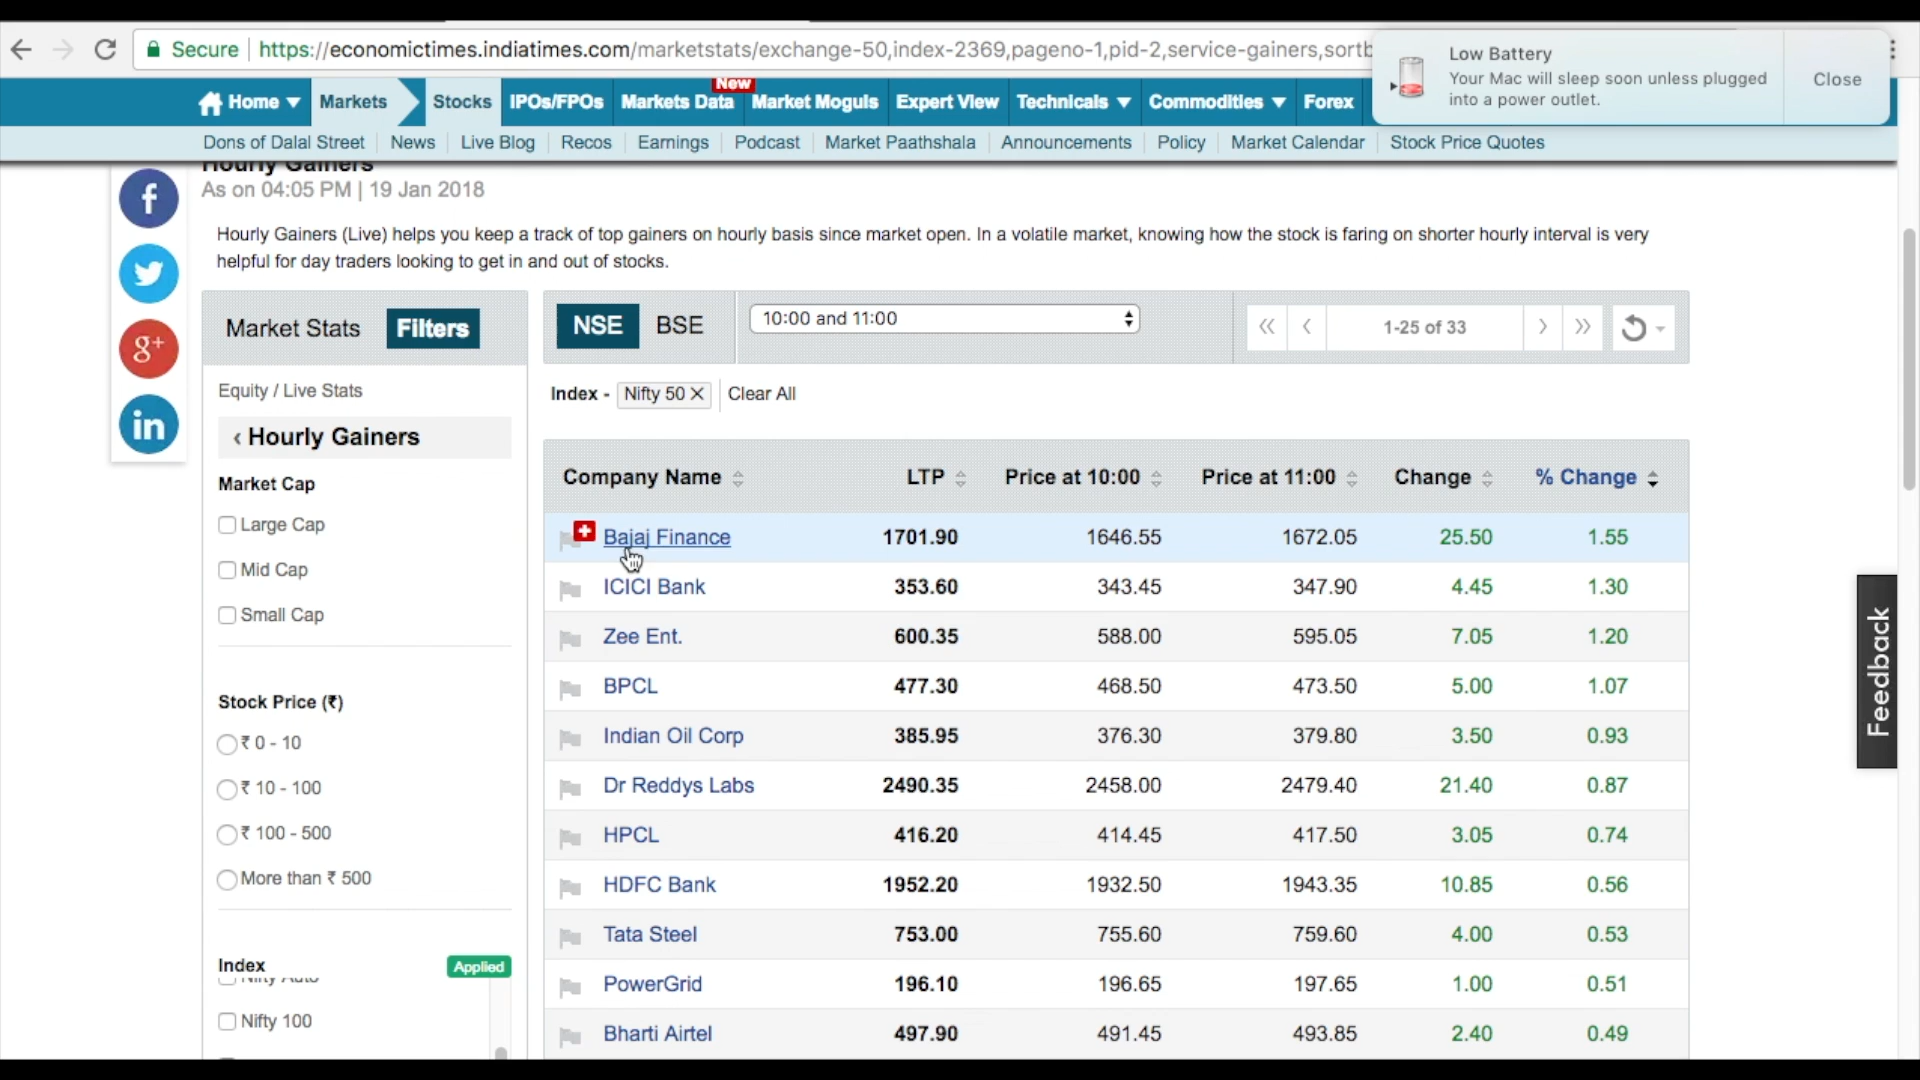 Secure https://economictimes.indiatimes.com/marketstats/exchange-50,index-2369,pageno-1,pid-2,service-gainers,sortb
Low Battery
Your Mac will sleep soon unless plugged
into a power outlet.
Close
New
Home Markets Stocks IPOs/FPOs Markets Data Market Moguls Expert View Technicals Commodities Forex
Dons of Dalal Street News Live Blog Recos Earnings Podcast Market Paathshala Announcements Policy Market Calendar Stock Price Quotes
Hourly Gainers
As on 04:05 PM | 19 Jan 2018
Hourly Gainers (Live) helps you keep a track of top gainers on hourly basis since market open. In a volatile market, knowing how the stock is faring on shorter hourly interval is very
helpful for day traders looking to get in and out of stocks.
f
g+
in
Market Stats Filters
NSE BSE 10:00 and 11:00 1-25 of 33
Equity / Live Stats
Index - Nifty 50 Clear All
‹ Hourly Gainers
Market Cap
Large Cap
Mid Cap
Small Cap
Stock Price (₹)
₹ 0 - 10
₹ 10 - 100
₹ 100 - 500
More than ₹ 500
Index Applied
Nifty Auto
Nifty 100
Company Name LTP Price at 10:00 Price at 11:00 Change % Change
Bajaj Finance 1701.90 1646.55 1672.05 25.50 1.55
ICICI Bank 353.60 343.45 347.90 4.45 1.30
Zee Ent. 600.35 588.00 595.05 7.05 1.20
BPCL 477.30 468.50 473.50 5.00 1.07
Indian Oil Corp 385.95 376.30 379.80 3.50 0.93
Dr Reddys Labs 2490.35 2458.00 2479.40 21.40 0.87
HPCL 416.20 414.45 417.50 3.05 0.74
HDFC Bank 1952.20 1932.50 1943.35 10.85 0.56
Tata Steel 753.00 755.60 759.60 4.00 0.53
PowerGrid 196.10 196.65 197.65 1.00 0.51
Bharti Airtel 497.90 491.45 493.85 2.40 0.49
Feedback